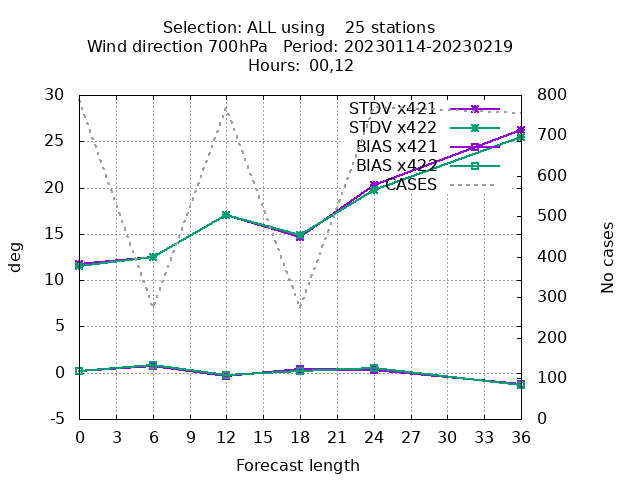 Selection: ALL using 25 stations
Wind direction 700hPa Period: 20230114-20230219
Hours: 00,12
30
25
20
15
10
5
0
-5
deg
800
700
600
500
400
300
200
100
0
No cases
STDV x421
STDV x422
BIAS x421
BIAS x422
CASES
0 3 6 9 12 15 18 21 24 27 30 33 36
Forecast length